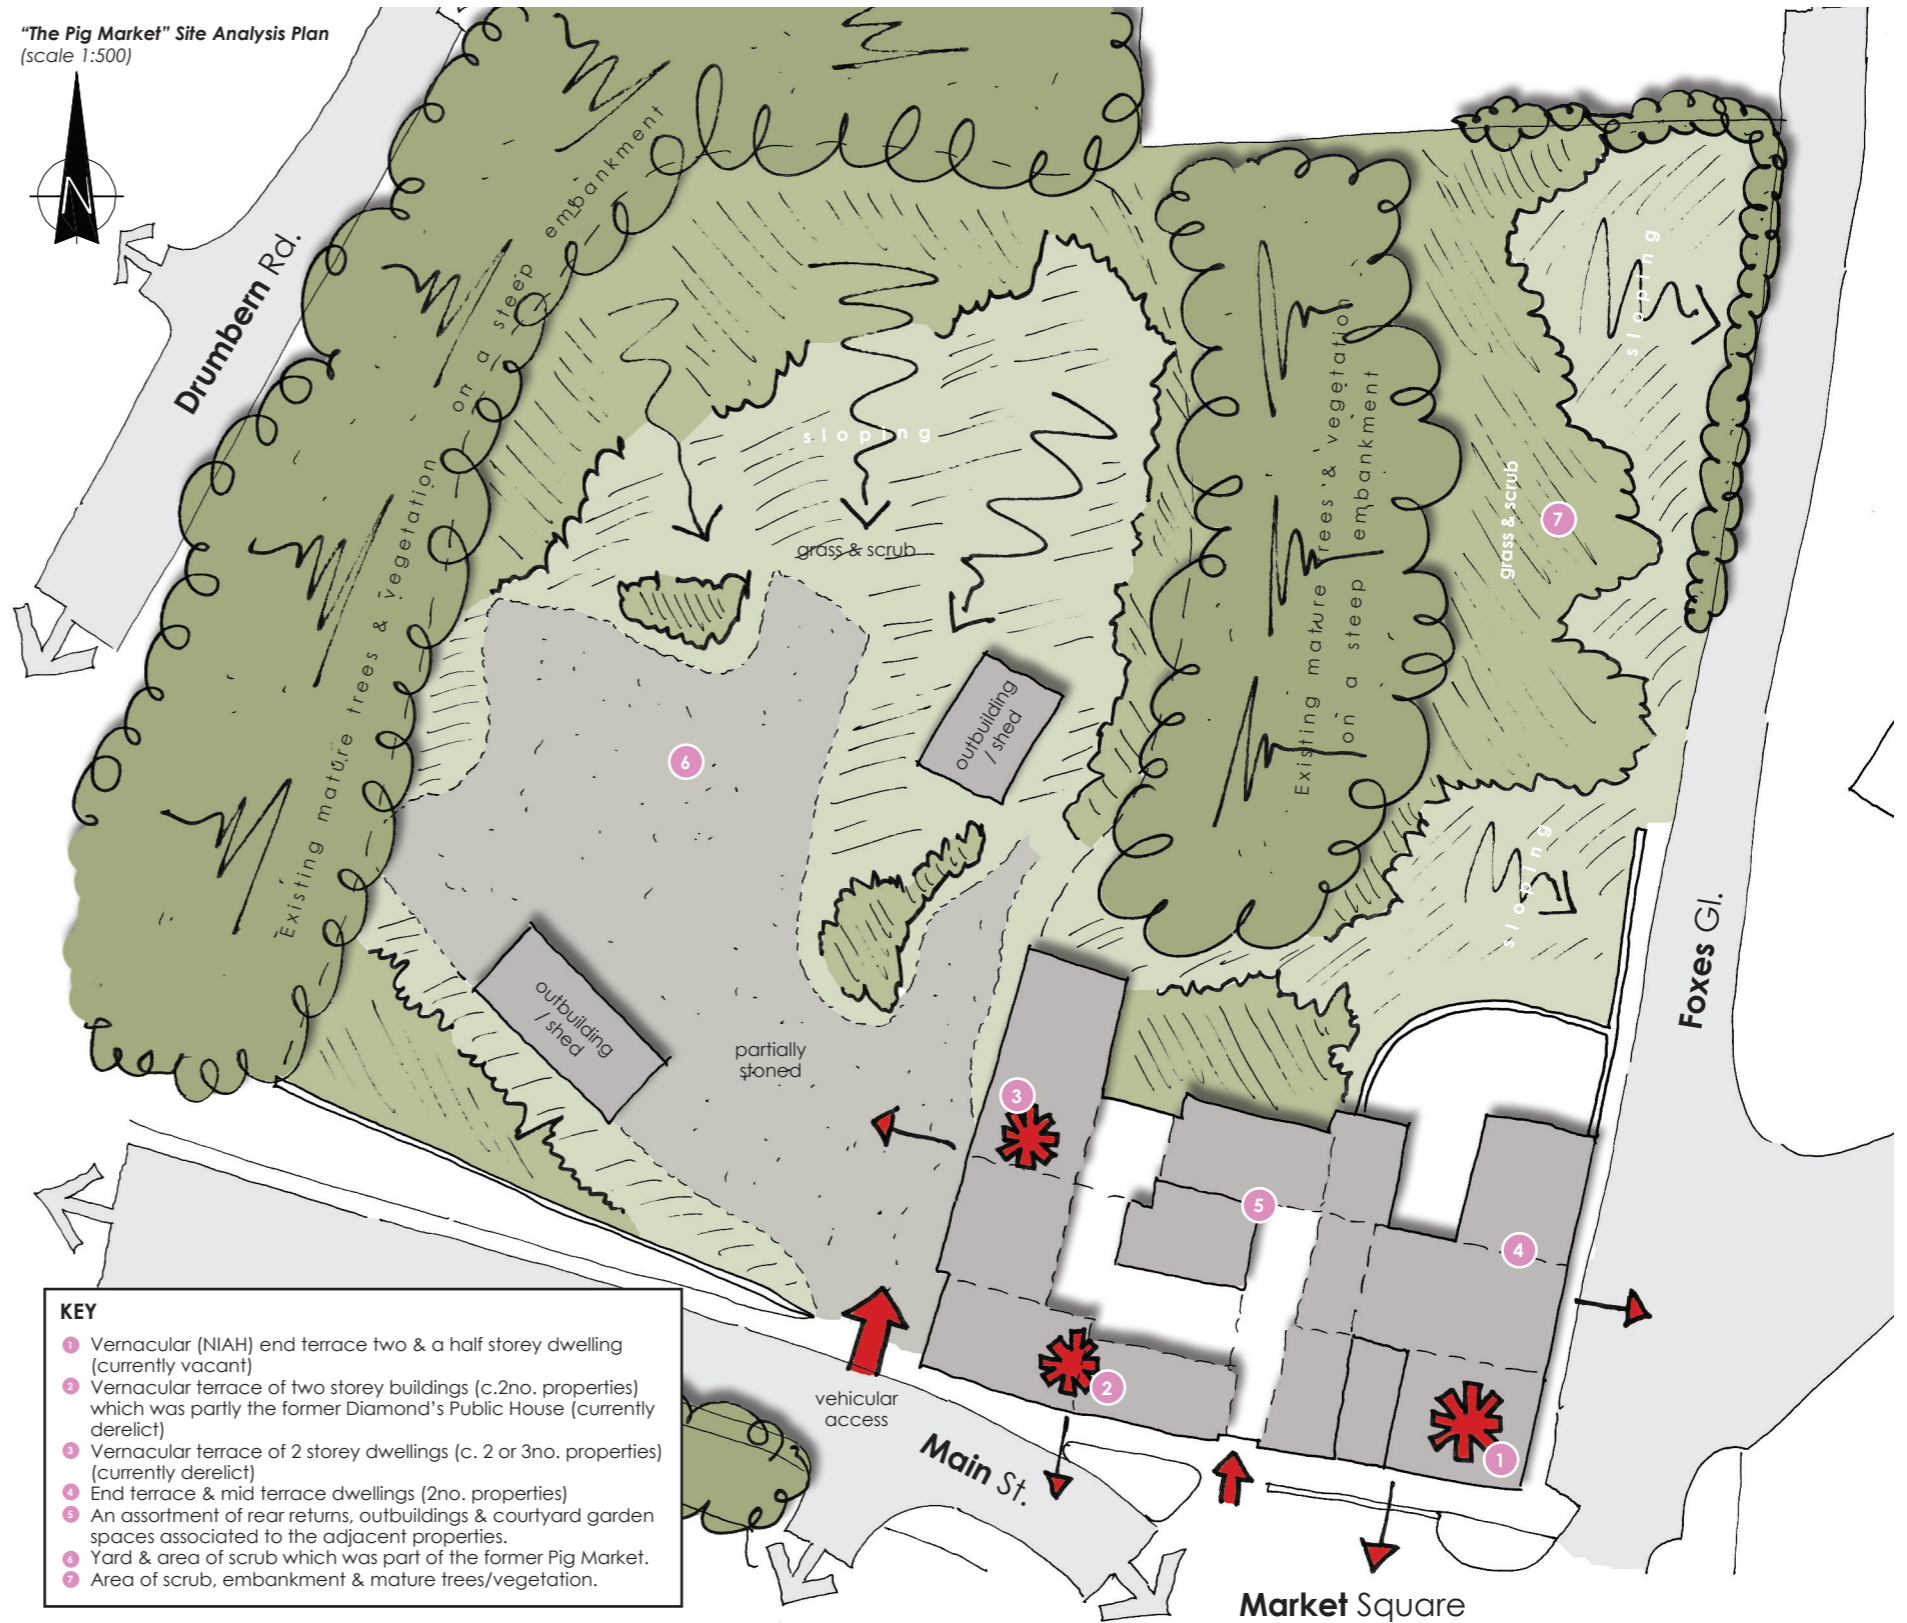 "The Pig Market" Site Analysis Plan
(scale 1:500)
N
Drumbern Rd.
Existing mature trees & vegetation on a steep embankment
sloping
grass & scrub
Existing mature trees & vegetation
on a steep embankment
sloping
grass & scrub
7
outbuilding
/ shed
6
sloping
Foxes Gl.
outbuilding
/ shed
partially
stoned
3
5
4
2
1
vehicular
access
Main St.
Market Square
KEY
1 Vernacular (NIAH) end terrace two & a half storey dwelling
(currently vacant)
2 Vernacular terrace of two storey buildings (c.2no. properties)
which was partly the former Diamond's Public House (currently
derelict)
3 Vernacular terrace of 2 storey dwellings (c. 2 or 3no. properties)
(currently derelict)
4 End terrace & mid terrace dwellings (2no. properties)
5 An assortment of rear returns, outbuildings & courtyard garden
spaces associated to the adjacent properties.
6 Yard & area of scrub which was part of the former Pig Market.
7 Area of scrub, embankment & mature trees/vegetation.